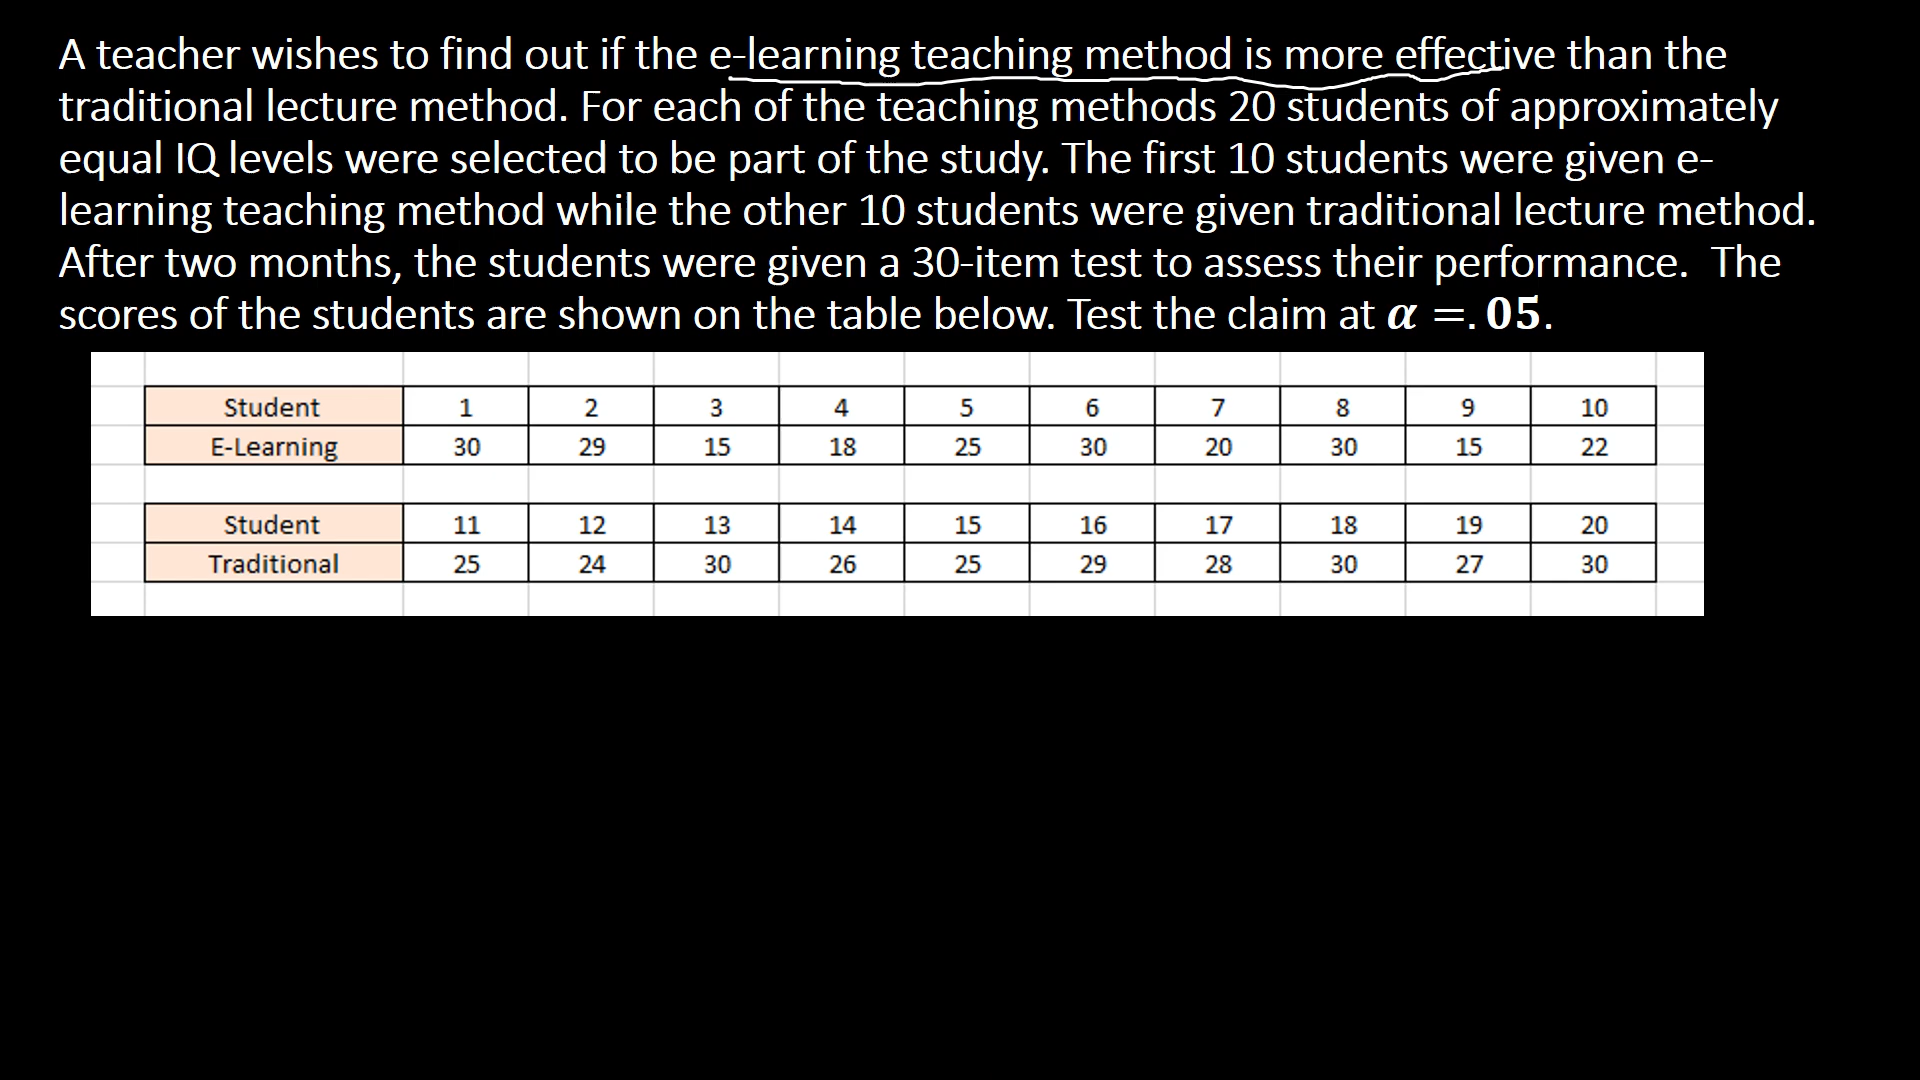 A teacher wishes to find out if the e-learning teaching method is more effective than the
traditional lecture method. For each of the teaching methods 20 students of approximately
equal IQ levels were selected to be part of the study. The first 10 students were given e-
learning teaching method while the other 10 students were given traditional lecture method.
After two months, the students were given a 30-item test to assess their performance.  The
scores of the students are shown on the table below. Test the claim at α =. 05.
Student 1 2 3 4 5 6 7 8 9 10
E-Learning 30 29 15 18 25 30 20 30 15 22
Student 11 12 13 14 15 16 17 18 19 20
Traditional 25 24 30 26 25 29 28 30 27 30